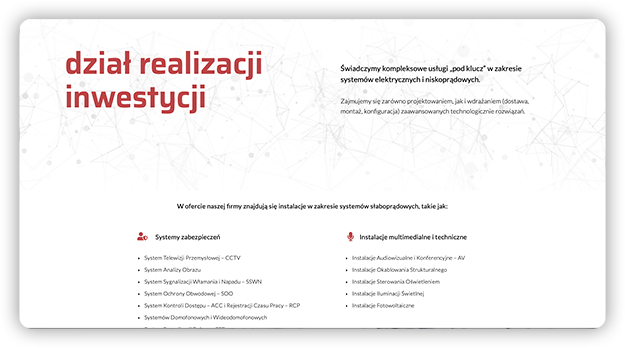 dział realizacji
inwestycji
Świadczymy kompleksowe usługi „pod klucz” w zakresie
systemów elektrycznych i niskoprądowych.
Zajmujemy się zarówno projektowaniem, jak i wdrażaniem (dostawa,
montaż, konfiguracja) zaawansowanych technologicznie rozwiązań.
W ofercie naszej firmy znajdują się instalacje w zakresie systemów słaboprądowych, takie jak:
Systemy zabezpieczeń
System Telewizji Przemysłowej – CCTV
System Analizy Obrazu
System Sygnalizacji Włamania i Napadu – SSWN
System Ochrony Obwodowej – SOO
System Kontroli Dostępu – ACC i Rejestracji Czasu Pracy – RCP
Systemów Domofonowych i Wideodomofonowych
Instalacje multimedialne i techniczne
Instalacje Audiowizualne i Konferencyjne – AV
Instalacje Okablowania Strukturalnego
Instalacje Sterowania Oświetleniem
Instalacje Iluminacji Świetlnej
Instalacje Fotowoltaiczne